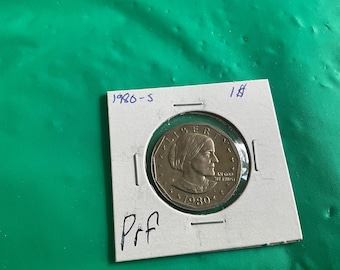 1980-S 1$
LIBERTY
IN GOD
WE TRUST
1980
Prf